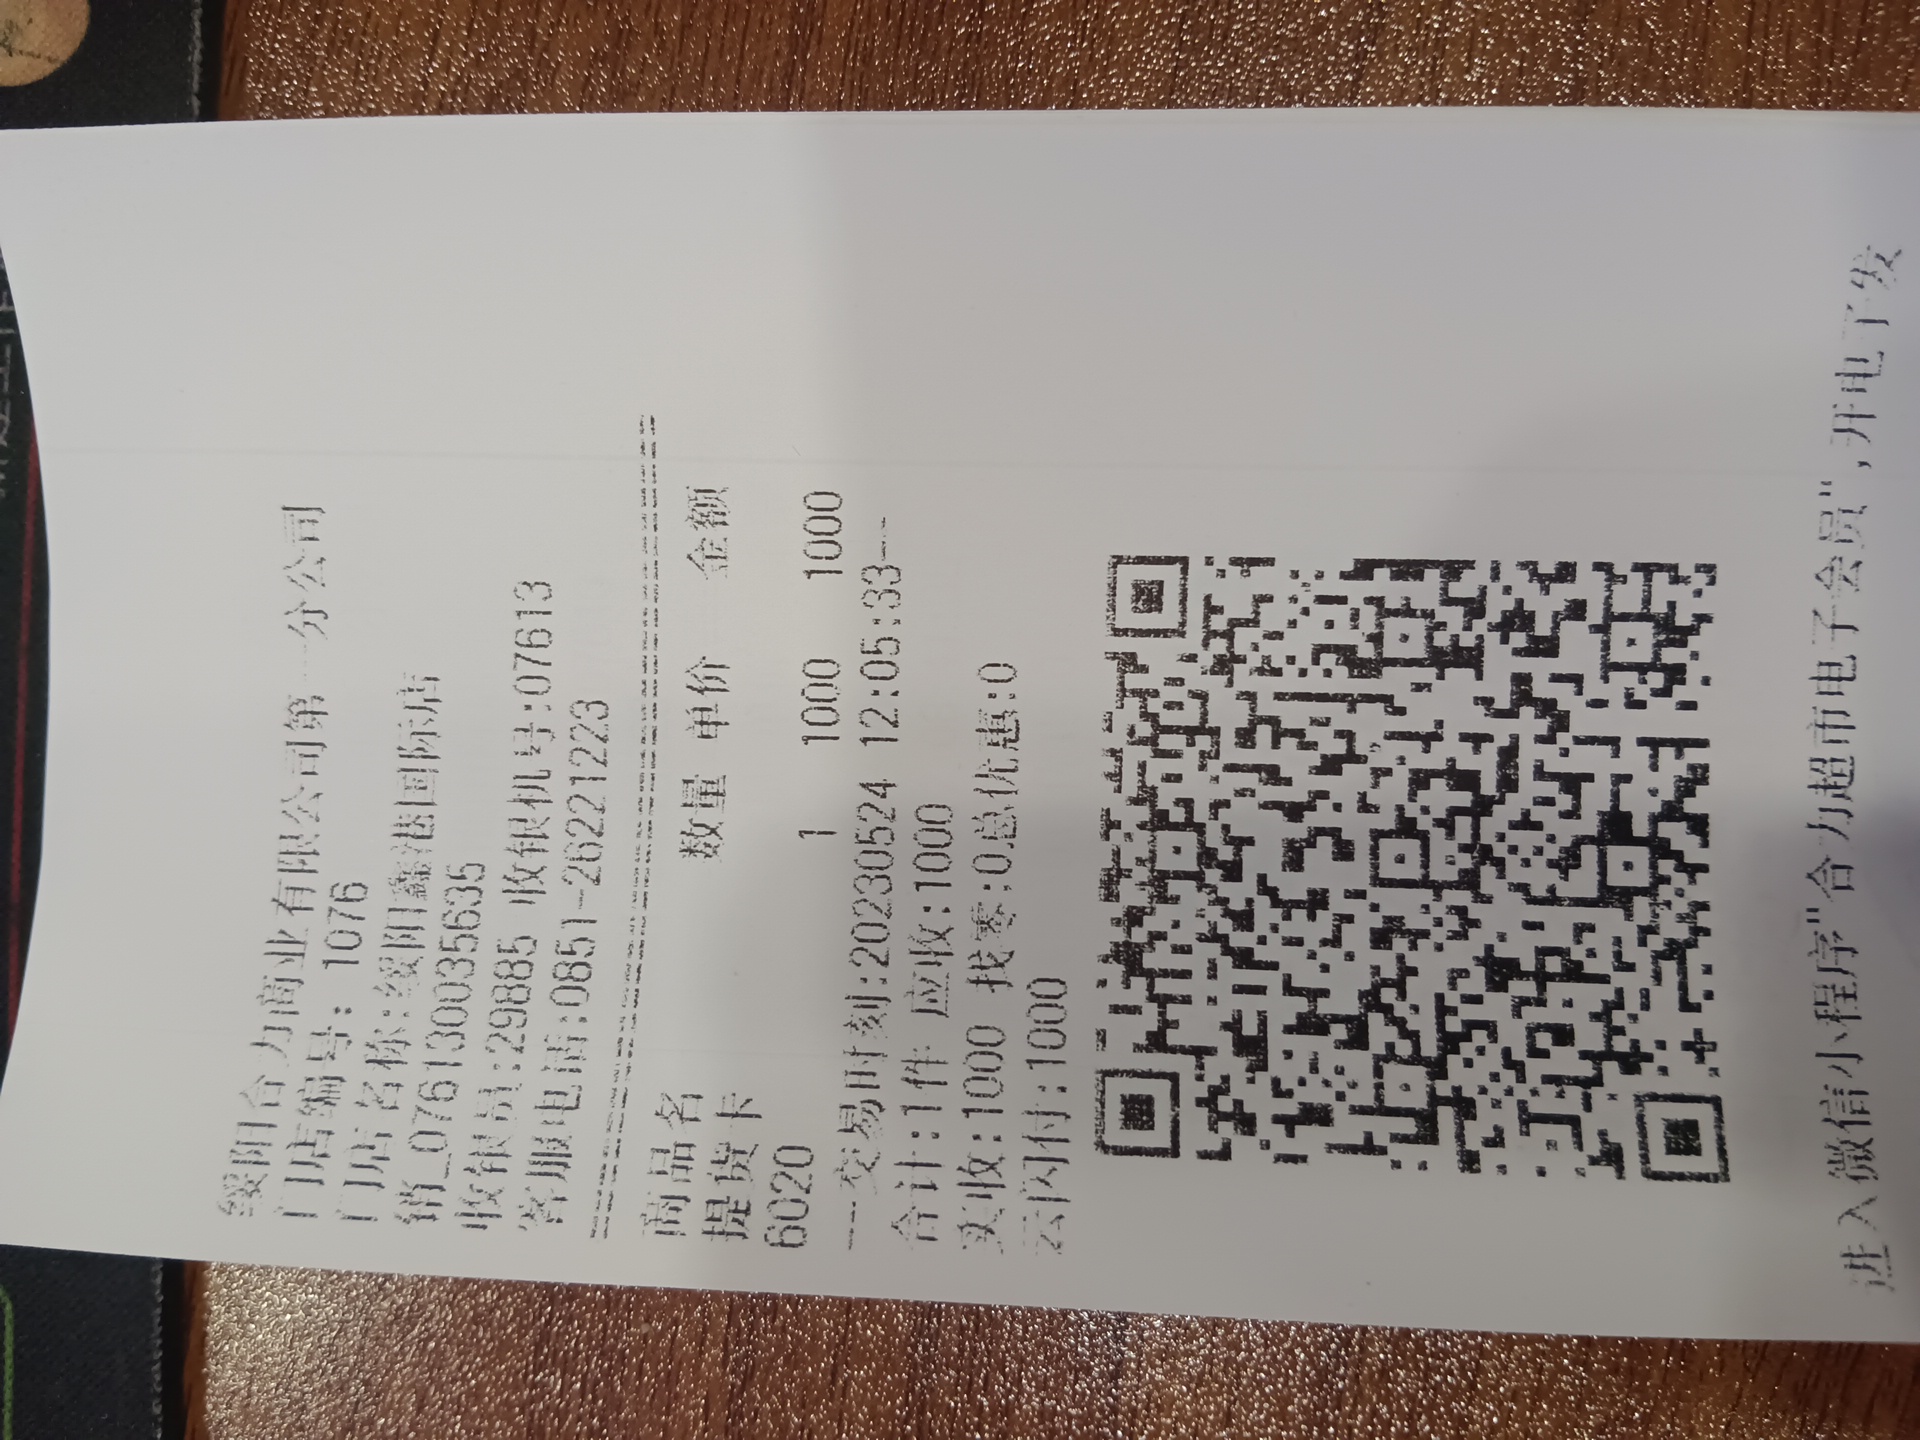 绥阳合力商业有限公司第一分公司
门店编号: 1076
门店名称:绥阳鑫港国际店
销_076130035635
收银员:29885 收银机号:07613
客服电话:0851-26221223
商品名 数量 单价 金额
提货卡
6020 1 1000 1000
---交易时刻:20230524 12:05:33---
合计:1件 应收:1000
实收:1000 找零:0总优惠:0
云闪付:1000
进入微信小程序"合力超市电子会员",开电子发